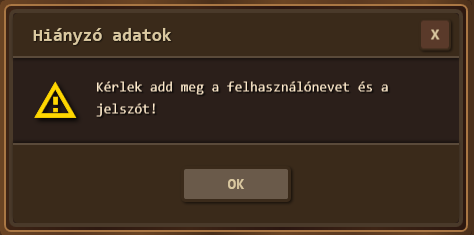 Hiányzó adatok
X
Kérlek add meg a felhasználónevet és a
jelszót!
OK